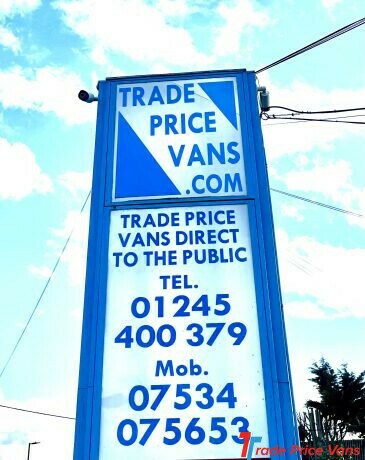 TRADE
PRICE
VANS
.COM
TRADE PRICE
VANS DIRECT
TO THE PUBLIC
TEL.
01245
400 379
Mob.
07534
075653
Trade Price Vans